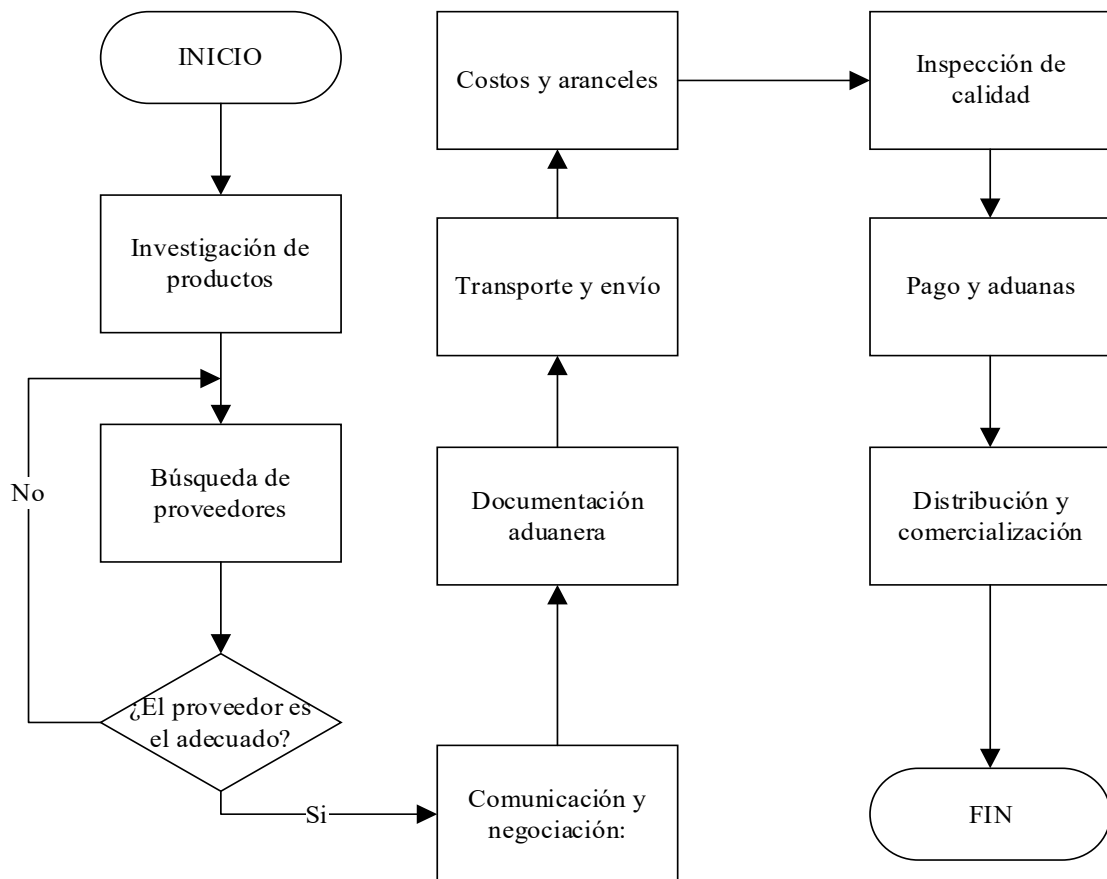 INICIO
Investigación de
productos
Búsqueda de
proveedores
No
¿El proveedor es
el adecuado?
Si
Comunicación y
negociación:
Documentación
aduanera
Transporte y envío
Costos y aranceles
Inspección de
calidad
Pago y aduanas
Distribución y
comercialización
FIN